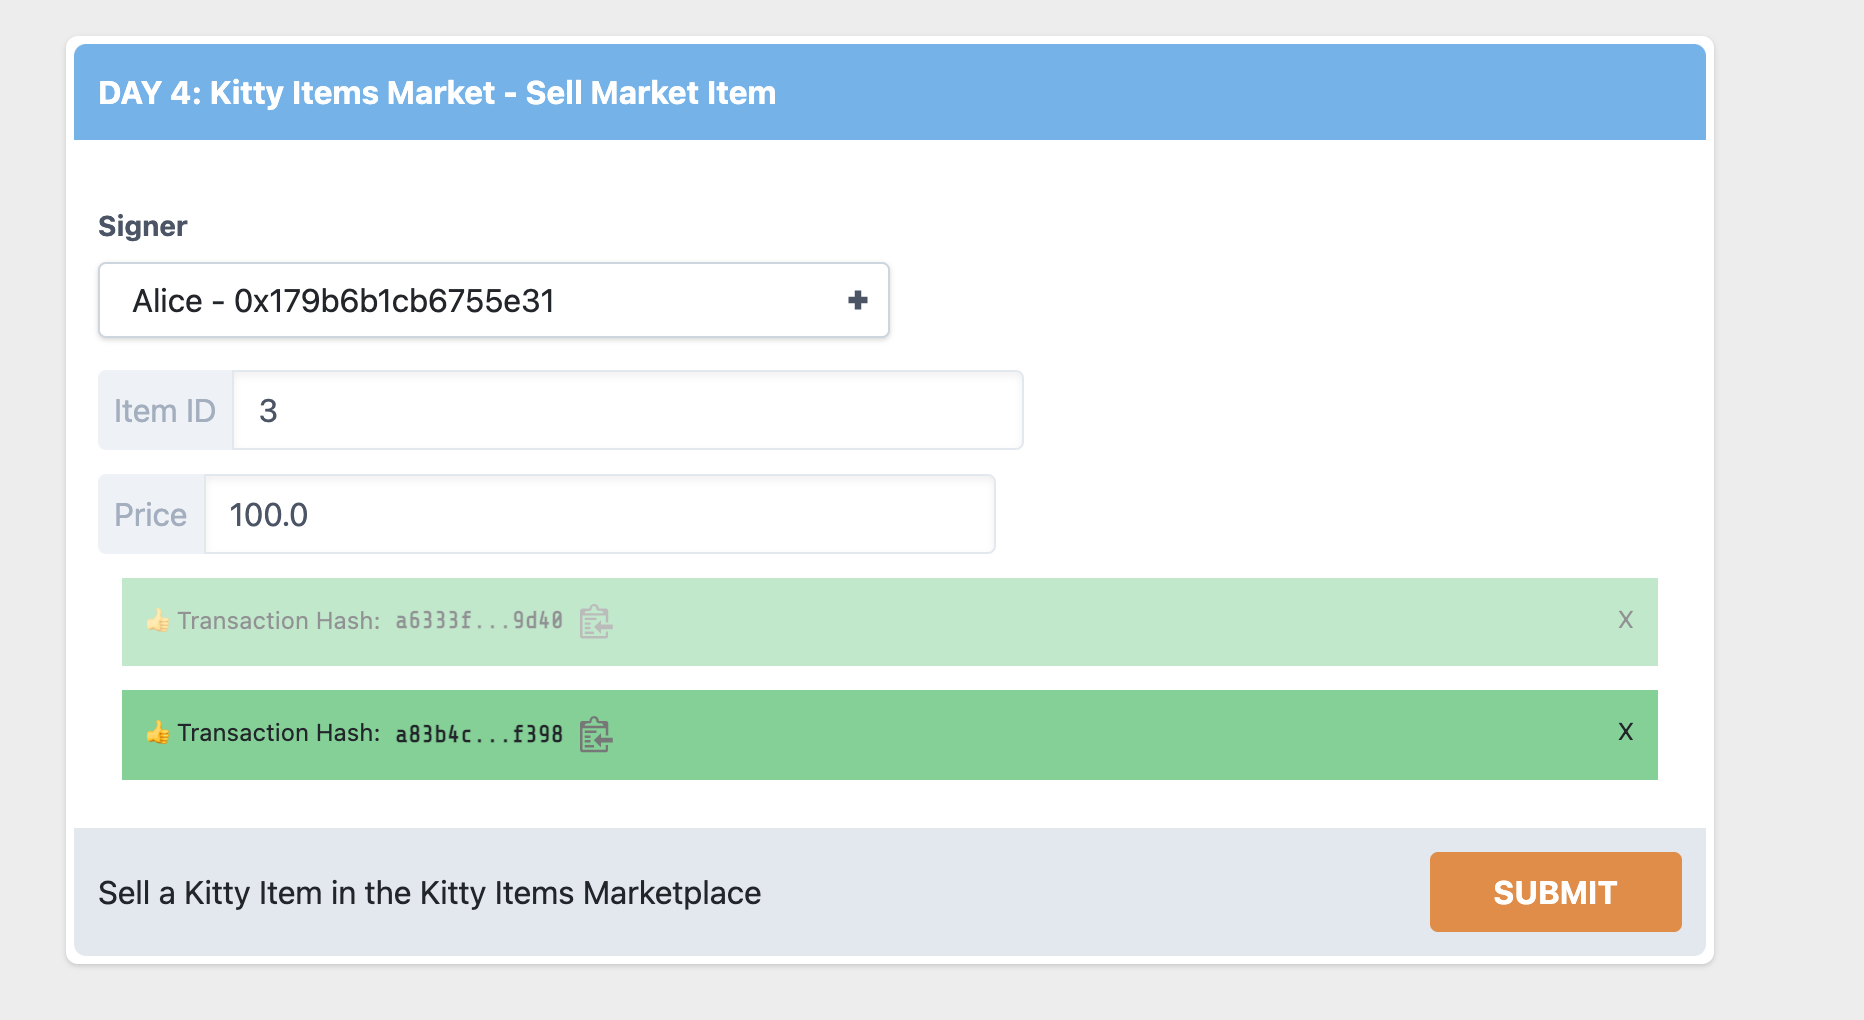 DAY 4: Kitty Items Market - Sell Market Item
Signer
Alice - 0x179b6b1cb6755e31
Item ID 3
Price 100.0
👍 Transaction Hash: a6333f...9d40 X
👍 Transaction Hash: a83b4c...f398 X
Sell a Kitty Item in the Kitty Items Marketplace SUBMIT